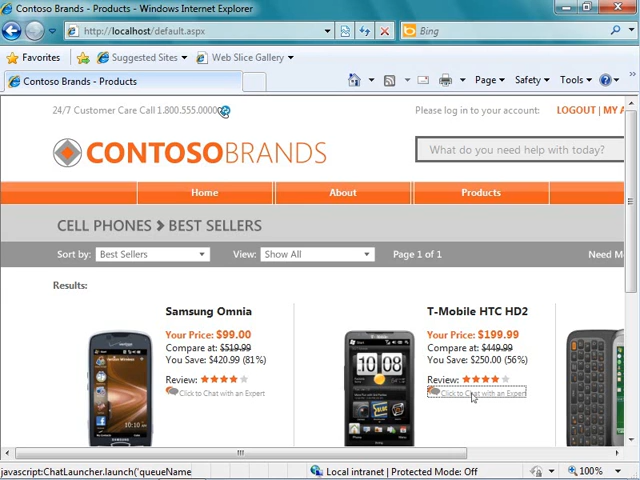 Contoso Brands - Products - Windows Internet Explorer
http://localhost/default.aspx
Bing
Favorites
Suggested Sites
Web Slice Gallery
Contoso Brands - Products
Page
Safety
Tools
24/7 Customer Care Call 1.800.555.0000
Please log in to your account:
LOGOUT | MY A
CONTOSOBRANDS
What do you need help with today?
Home
About
Products
CELL PHONES > BEST SELLERS
Sort by:
Best Sellers
View:
Show All
Page 1 of 1
Need M
Results:
Samsung Omnia
Your Price: $99.00
Compare at: $519.99
You Save: $420.99 (81%)
Review:
Click to Chat with an Expert
T-Mobile HTC HD2
Your Price: $199.99
Compare at: $449.99
You Save: $250.00 (56%)
Review:
Click to Chat with an Expert
javascript:ChatLauncher.launch('queueName
Local intranet | Protected Mode: Off
100%